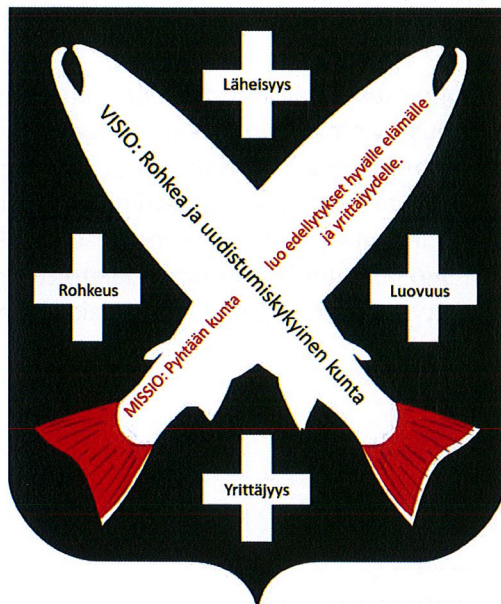 Läheisyys
VISIO: Rohkea ja uudistumiskykyinen kunta
MISSIO: Pyhtään kunta luo edellytykset hyvälle elämälle
ja yrittäjyydelle.
Rohkeus
Luovuus
Yrittäjyys